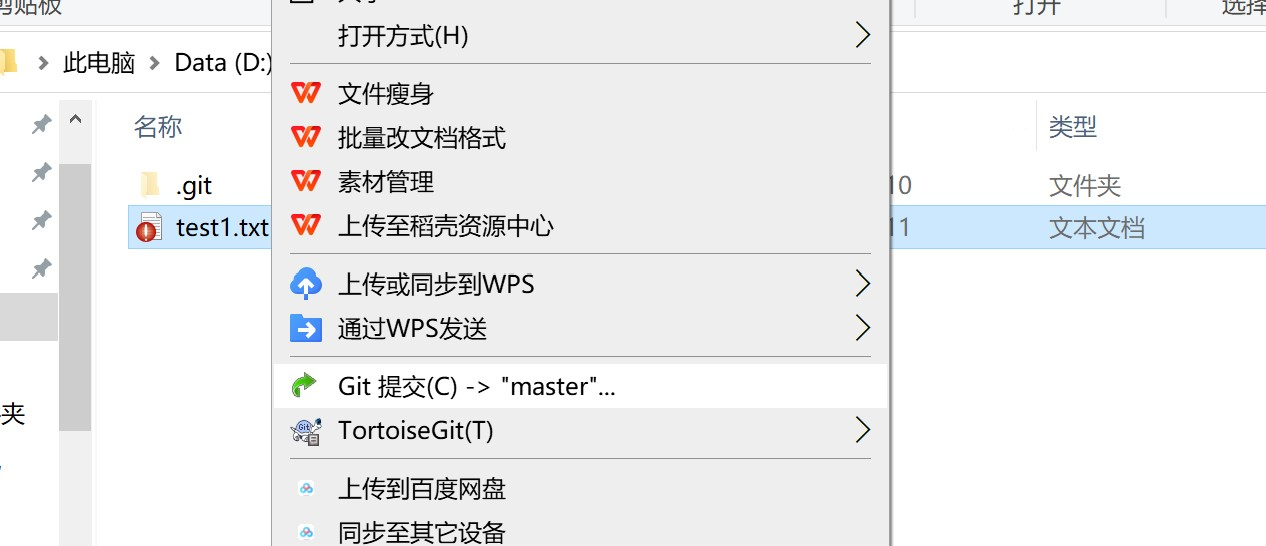 剪贴板
打开
选择
打开方式(H)
此电脑
Data (D:)
文件瘦身
名称
批量改文档格式
类型
.git
素材管理
10
文件夹
test1.txt
上传至稻壳资源中心
11
文本文档
上传或同步到WPS
通过WPS发送
Git 提交(C) -> "master"...
夹
TortoiseGit(T)
上传到百度网盘
同步至其它设备